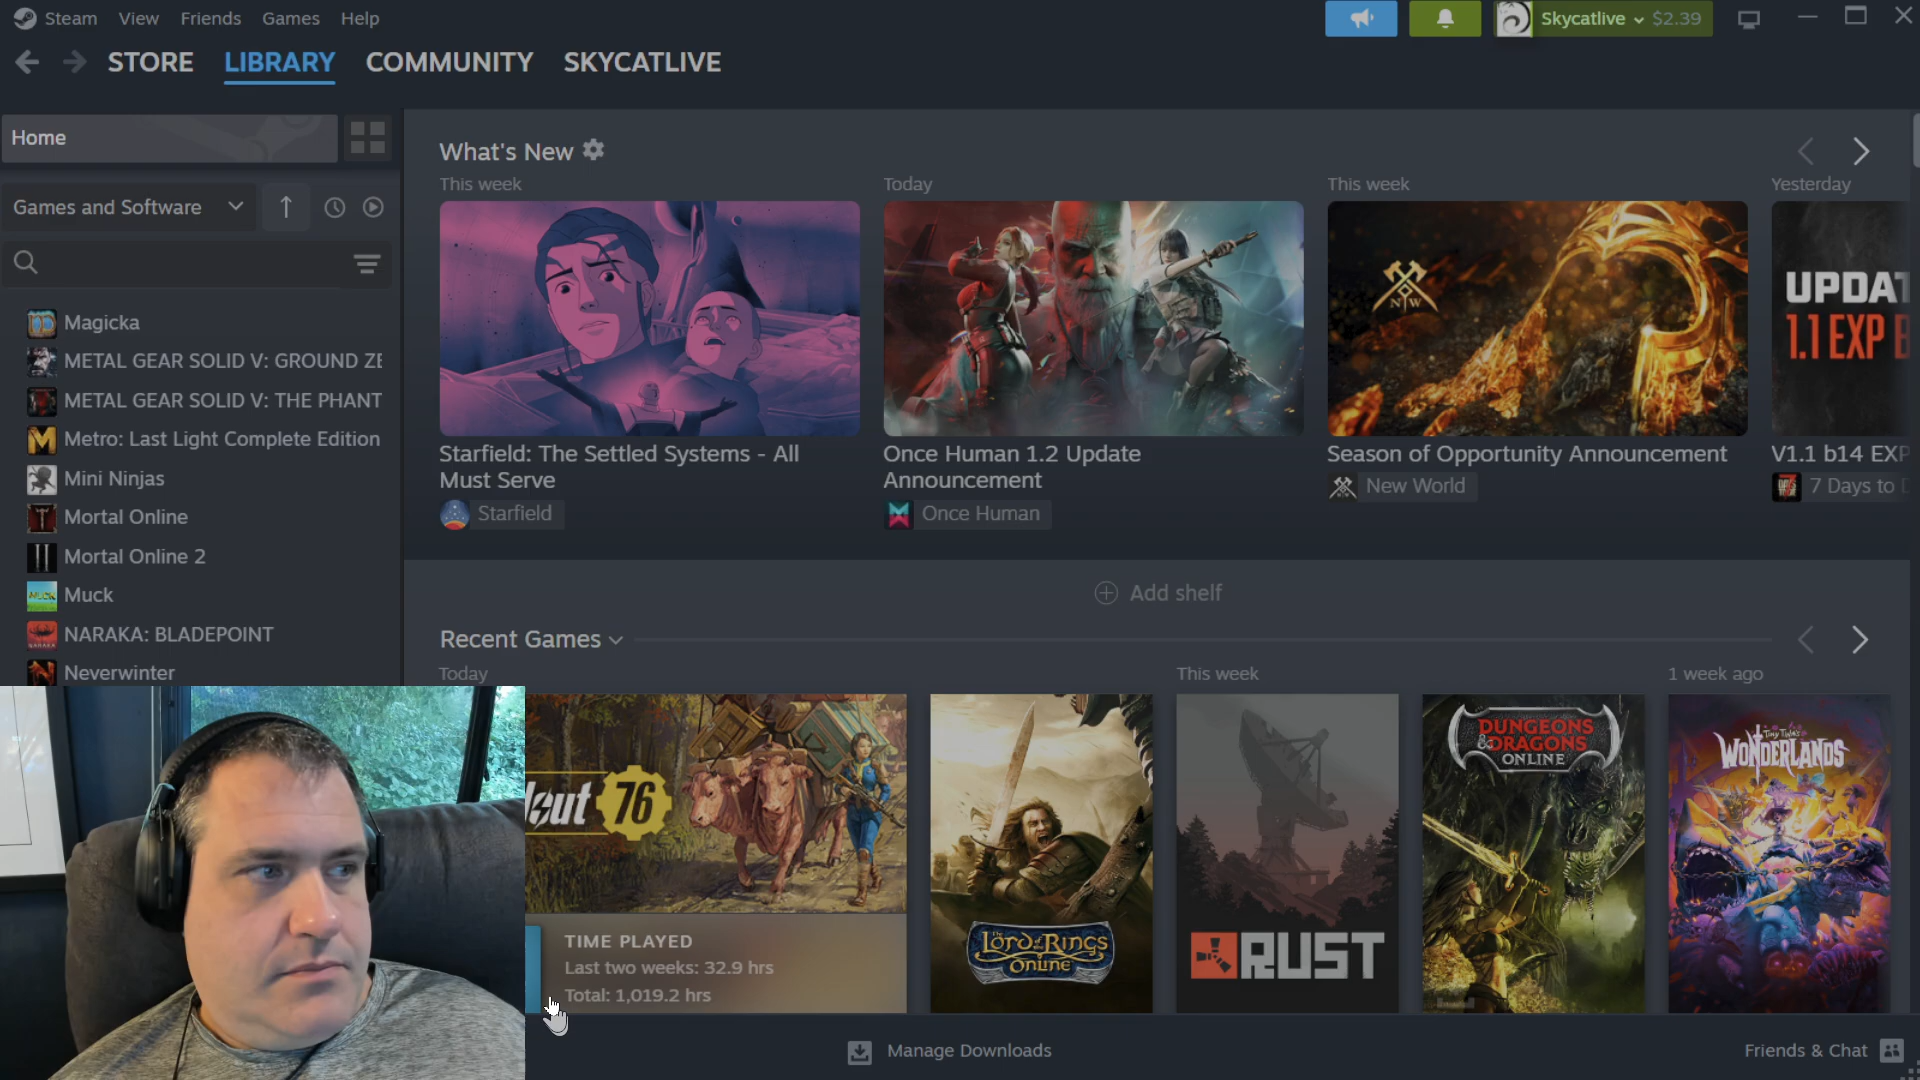 Steam View Friends Games Help
Skycatlive $2.39
STORE LIBRARY COMMUNITY SKYCATLIVE
Home
Games and Software
Magicka
METAL GEAR SOLID V: GROUND ZE
METAL GEAR SOLID V: THE PHANT
Metro: Last Light Complete Edition
Mini Ninjas
Mortal Online
Mortal Online 2
Muck
NARAKA: BLADEPOINT
Neverwinter
What's New
This week
Starfield: The Settled Systems - All
Must Serve
Starfield
Today
Once Human 1.2 Update
Announcement
Once Human
This week
NW
Season of Opportunity Announcement
New World
Yesterday
UPDAT
1.1 EXP B
V1.1 b14 EXP
7 Days to D
Add shelf
Recent Games
Today
This week
1 week ago
lout 76
TIME PLAYED
Last two weeks: 32.9 hrs
Total: 1,019.2 hrs
The Lord of the Rings
Online
RUST
DUNGEONS
& DRAGONS
ONLINE
Tiny Tina's
WONDERLANDS
Manage Downloads
Friends & Chat